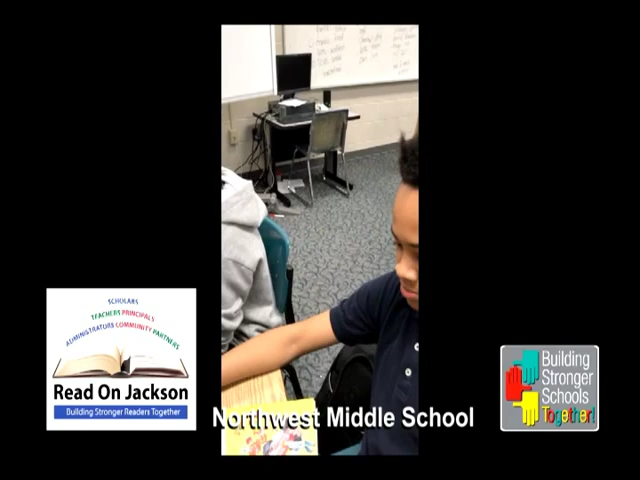 SCHOLARS
TEACHERS PRINCIPALS
ADMINISTRATORS COMMUNITY PARTNERS
Read On Jackson
Building Stronger Readers Together
Northwest Middle School
Building
Stronger
Schools
Together!